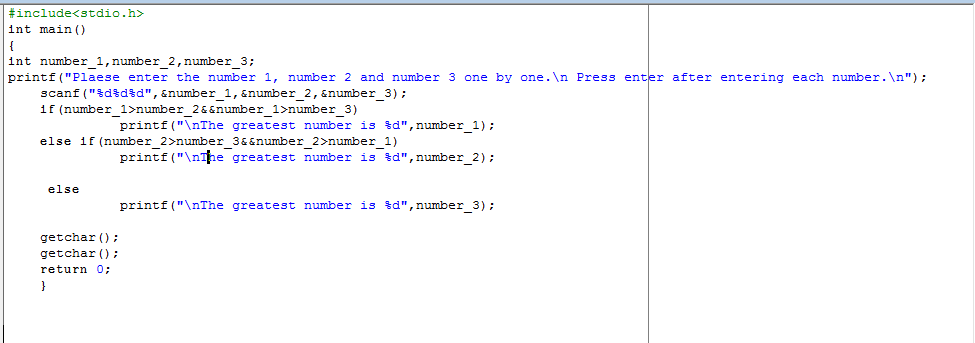 #include<stdio.h>
int main()
{
int number_1,number_2,number_3;
printf("Plaese enter the number 1, number 2 and number 3 one by one.\n Press enter after entering each number.\n");
scanf("%d%d%d",&number_1,&number_2,&number_3);
if(number_1>number_2&&number_1>number_3)
printf("\nThe greatest number is %d",number_1);
else if(number_2>number_3&&number_2>number_1)
printf("\nThe greatest number is %d",number_2);
else
printf("\nThe greatest number is %d",number_3);
getchar();
getchar();
return 0;
}